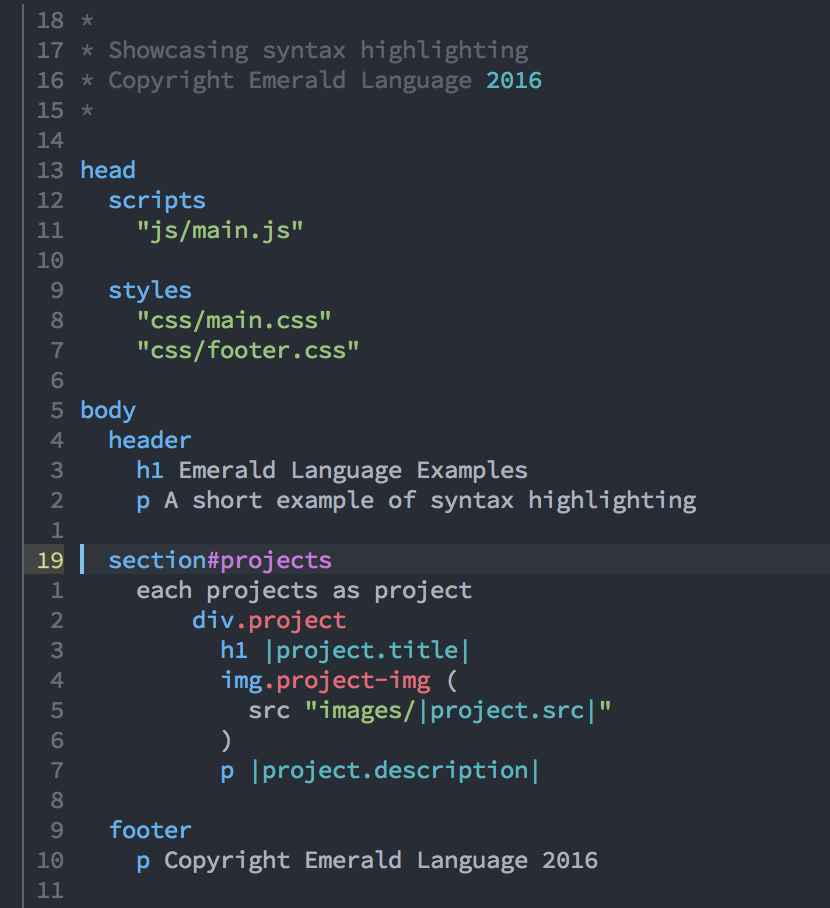 18 *
17 * Showcasing syntax highlighting
16 * Copyright Emerald Language 2016
15 *
14
13 head
12   scripts
11     "js/main.js"
10
9   styles
8     "css/main.css"
7     "css/footer.css"
6
5 body
4   header
3     h1 Emerald Language Examples
2     p A short example of syntax highlighting
1
19   section#projects
1     each projects as project
2         div.project
3           h1 |project.title|
4           img.project-img (
5             src "images/|project.src|"
6           )
7           p |project.description|
8
9   footer
10     p Copyright Emerald Language 2016
11